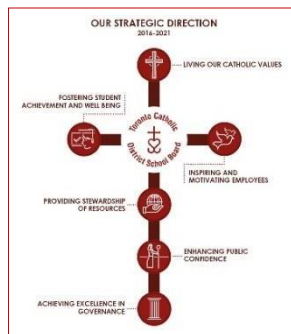 OUR STRATEGIC DIRECTION
2016-2021
LIVING OUR CATHOLIC VALUES
FOSTERING STUDENT
ACHIEVEMENT AND WELL BEING
Toronto Catholic
District School Board
INSPIRING AND
MOTIVATING EMPLOYEES
PROVIDING STEWARDSHIP
OF RESOURCES
ENHANCING PUBLIC
CONFIDENCE
ACHIEVING EXCELLENCE IN
GOVERNANCE